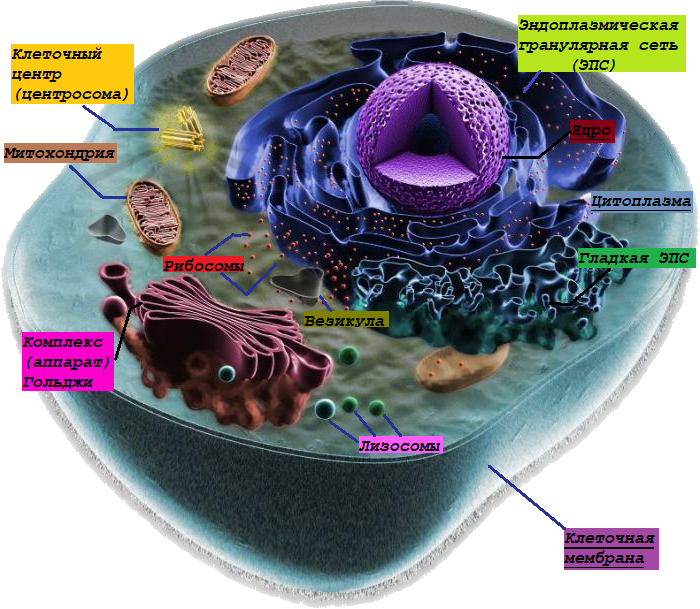 Эндоплазмическая
гранулярная сеть
(ЭПС)
Клеточный
центр
(центросома)
Ядро
Митохондрия
Цитоплазма
Гладкая ЭПС
Рибосомы
Везикула
Комплекс
(аппарат)
Гольджи
Лизосомы
Клеточная
мембрана